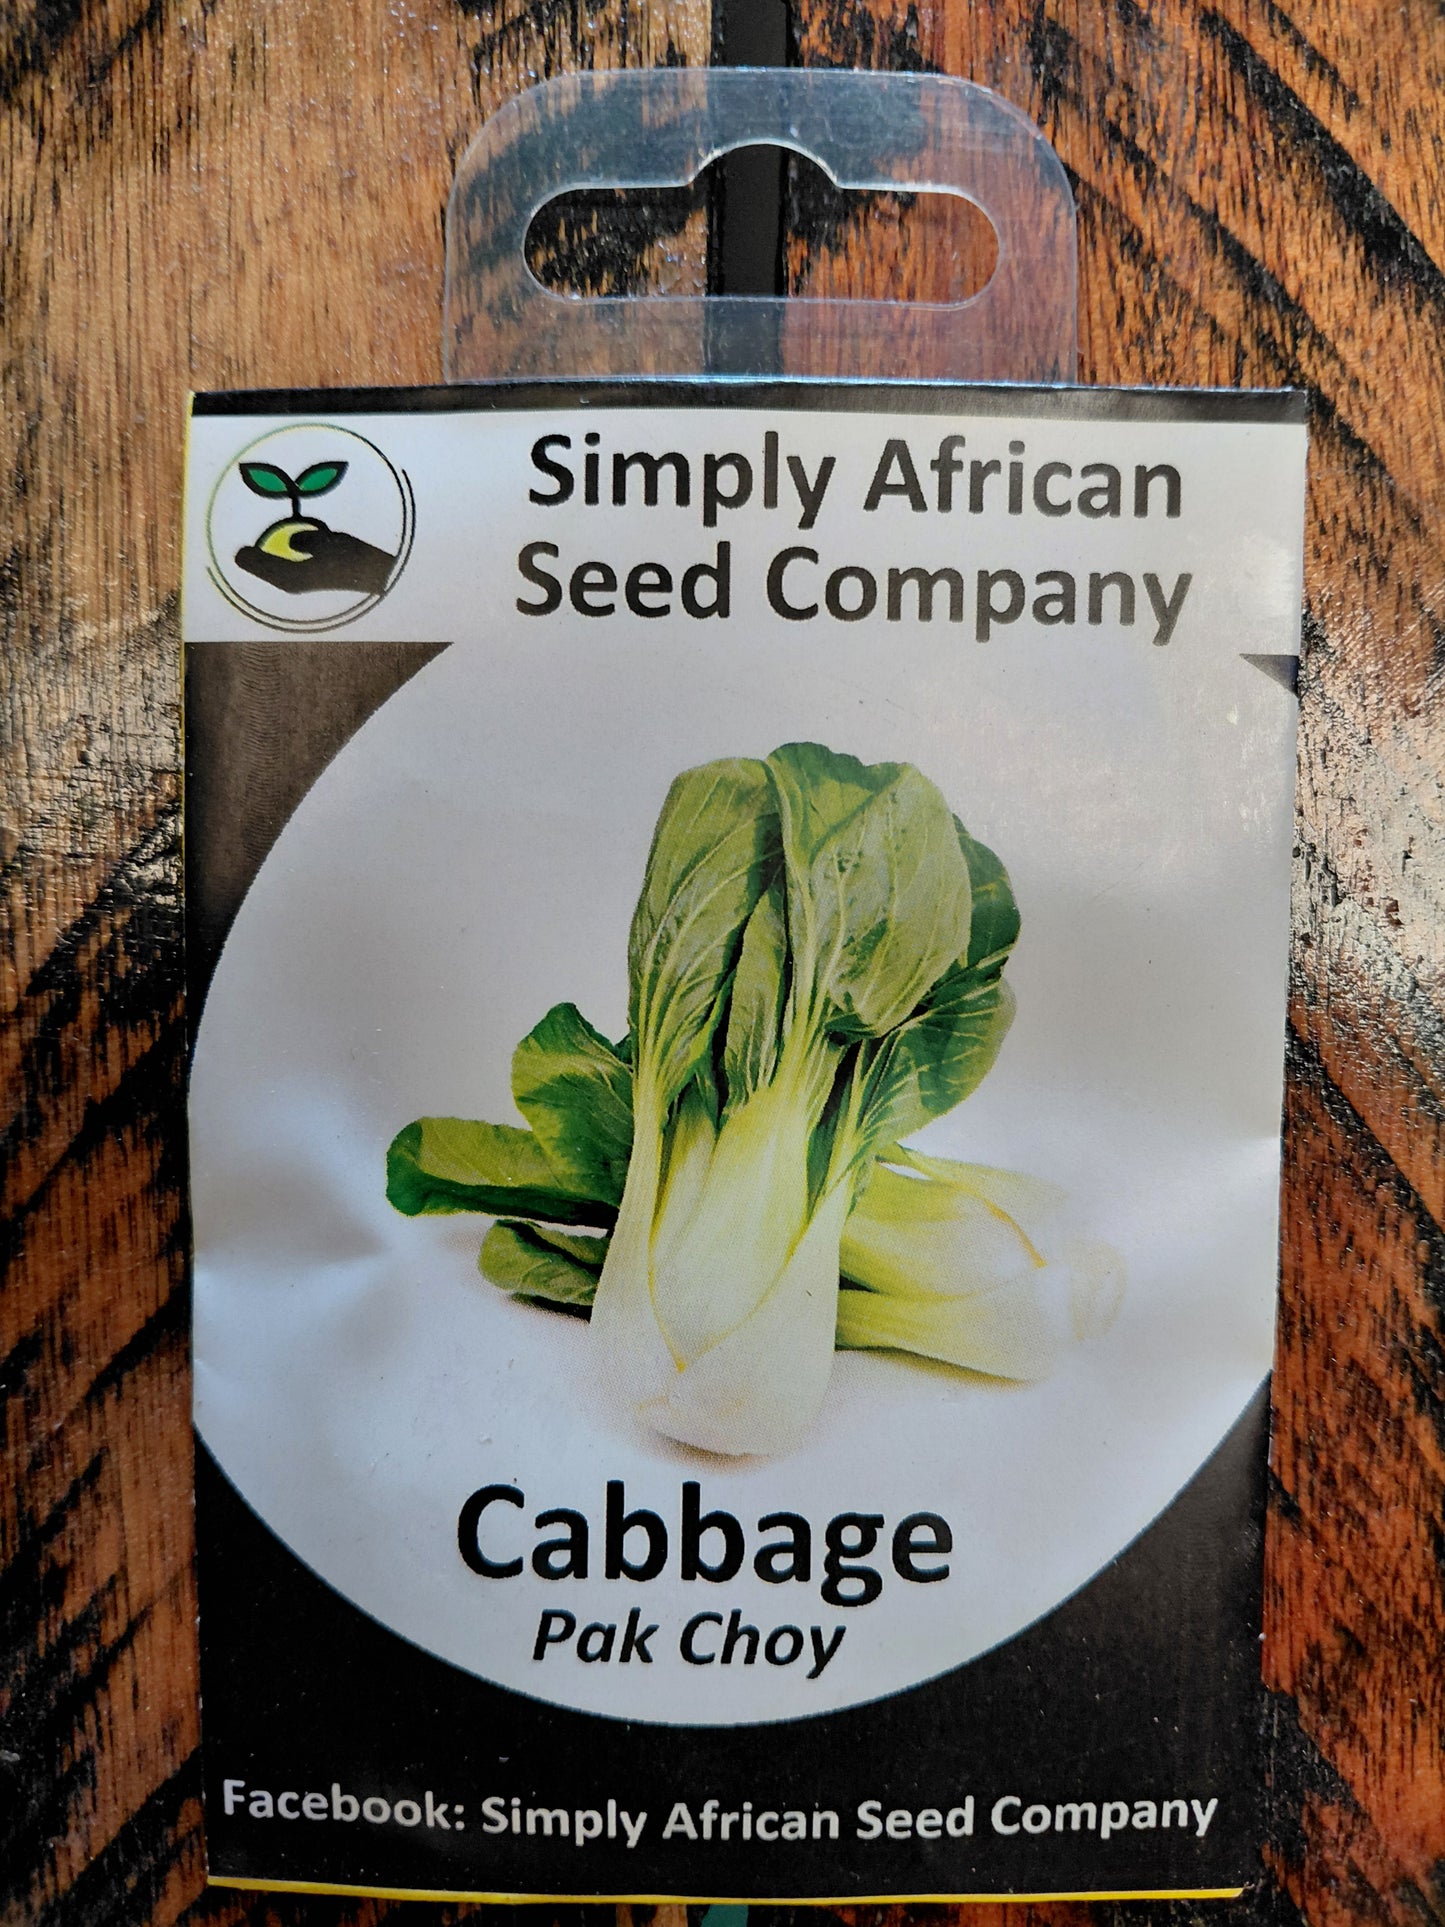 Simply African
Seed Company
Cabbage
Pak Choy
Facebook: Simply African Seed Company